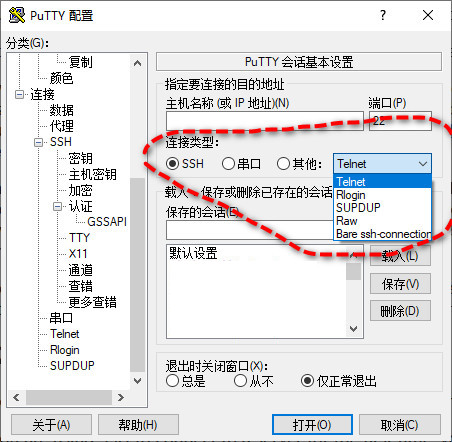 PuTTY 配置
分类(G):
复制
颜色
连接
数据
代理
SSH
密钥
主机密钥
加密
认证
GSSAPI
TTY
X11
通道
查错
更多查错
串口
Telnet
Rlogin
SUPDUP
PuTTY 会话基本设置
指定要连接的目的地址
主机名称 (或 IP 地址)(N)
端口(P)
22
连接类型:
SSH
串口
其他:
Telnet
Telnet
Rlogin
SUPDUP
Raw
Bare ssh-connection
载入、保存或删除已存在的会话
保存的会话(E)
默认设置
载入(L)
保存(V)
删除(D)
退出时关闭窗口(X):
总是
从不
仅正常退出
关于(A)
帮助(H)
打开(O)
取消(C)